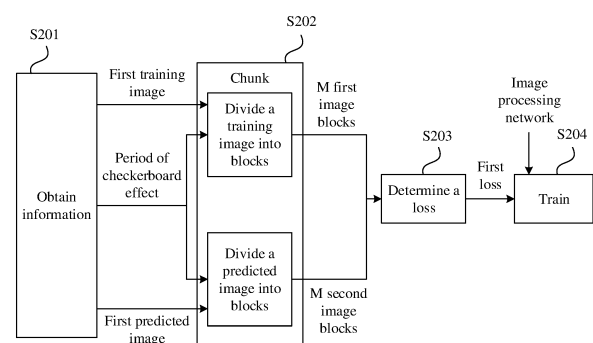 S201
S202
First training
image
Chunk
Divide a
training
image into
blocks
M first
image
blocks
Image
processing
network
S203
S204
Obtain
information
Period of
checkerboard
effect
Determine a
loss
First
loss
Train
Divide a
predicted
image into
blocks
First predicted
image
M second
image
blocks